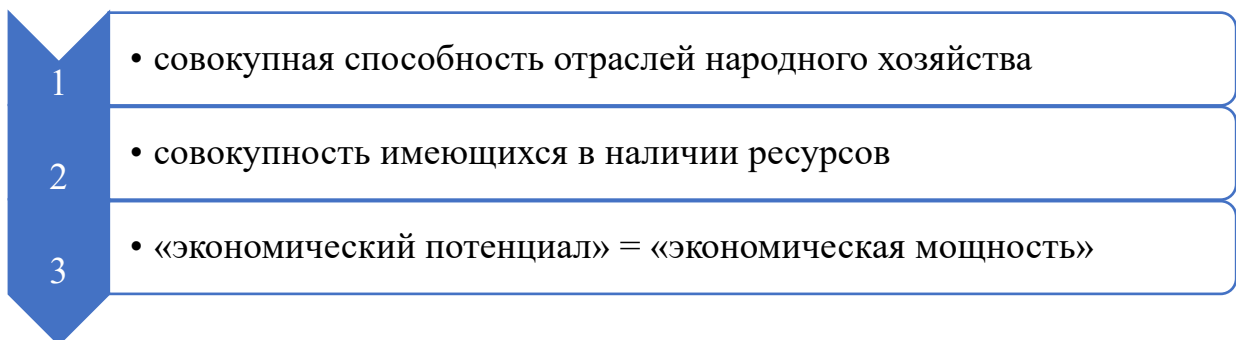 1
• совокупная способность отраслей народного хозяйства
2
• совокупность имеющихся в наличии ресурсов
3
• «экономический потенциал» = «экономическая мощность»